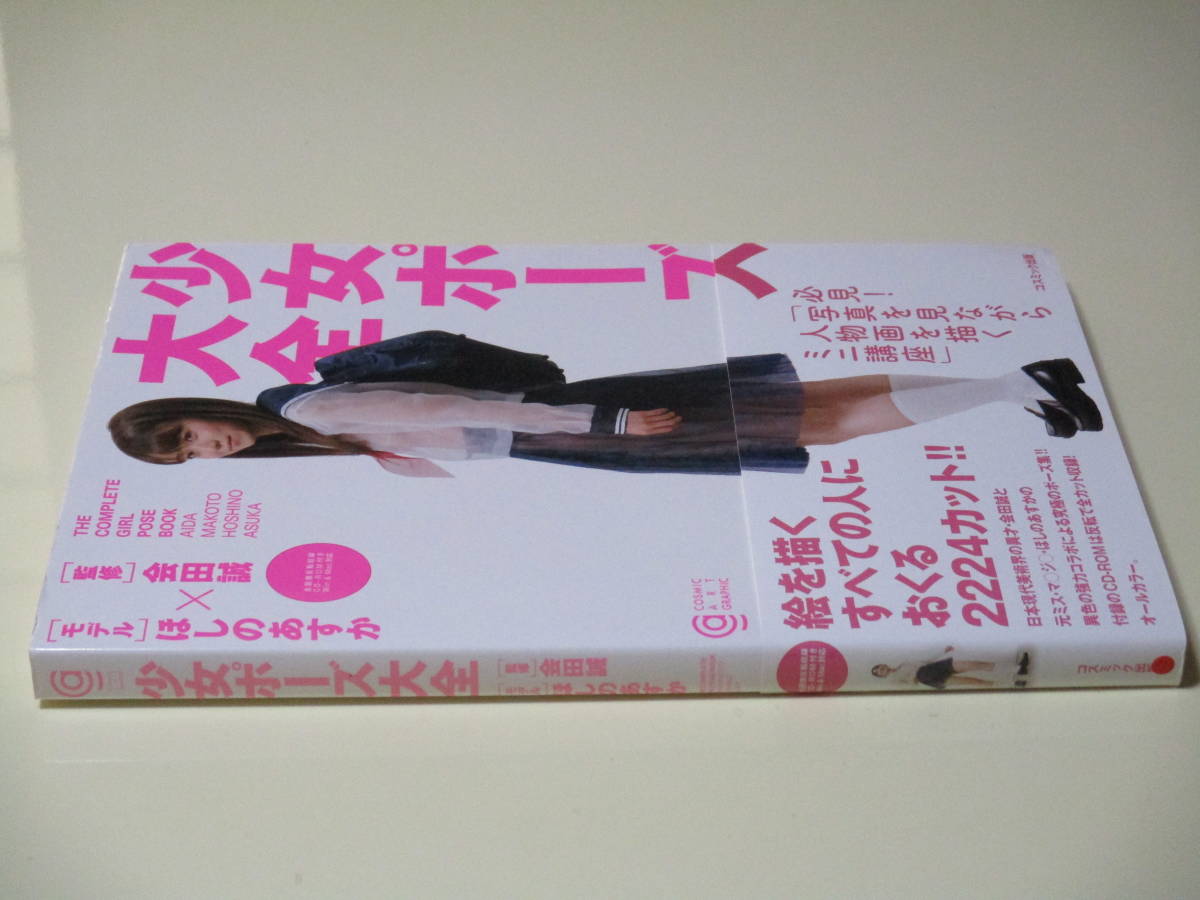 少女ポーズ
大全
THE
COMPLETE
GIRL
POSE
BOOK
AIDA
MAKOTO
HOSHINO
ASUKA
[監修]
会田誠
×
[モデル]
ほしのあすか
COSMIC
ART
GRAPHIC
コスミック出版
必見!
「写真を見ながら
人物画を描く
ミニ講座」
絵を描く
すべての人に
おくる
2224カット!!
日本現代美術界の異才・会田誠と
元ミス・マ○ジ○・ほしのあすかの
異色の強力コラボによる究極のポーズ集!!
付録のCD-ROMは反転で全カット収録!
オールカラー。
少女ポーズ大全
[監修]
会田誠
[モデル]
ほしのあすか
コスミック出版